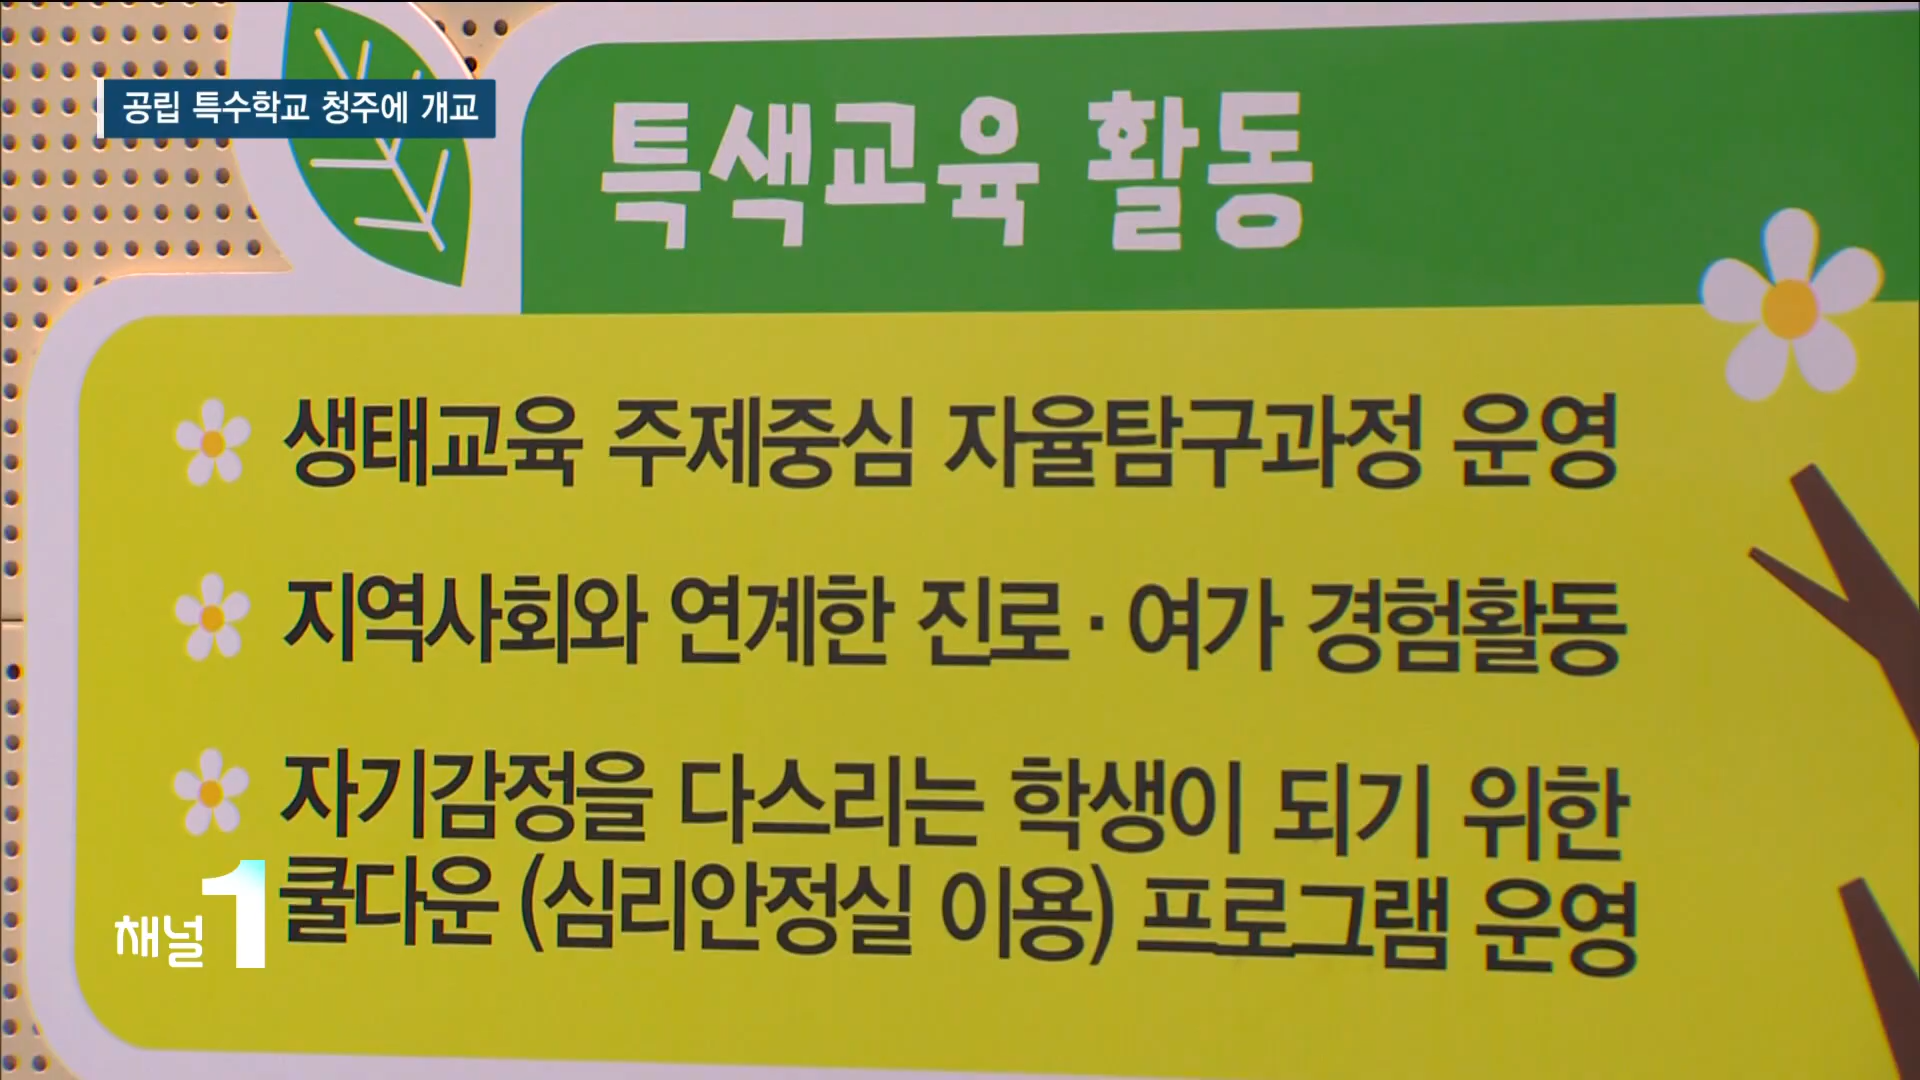 공립 특수학교 청주에 개교
특색교육 활동
생태교육 주제중심 자율탐구과정 운영
지역사회와 연계한 진로·여가 경험활동
자기감정을 다스리는 학생이 되기 위한
쿨다운 (심리안정실 이용) 프로그램 운영
채널1